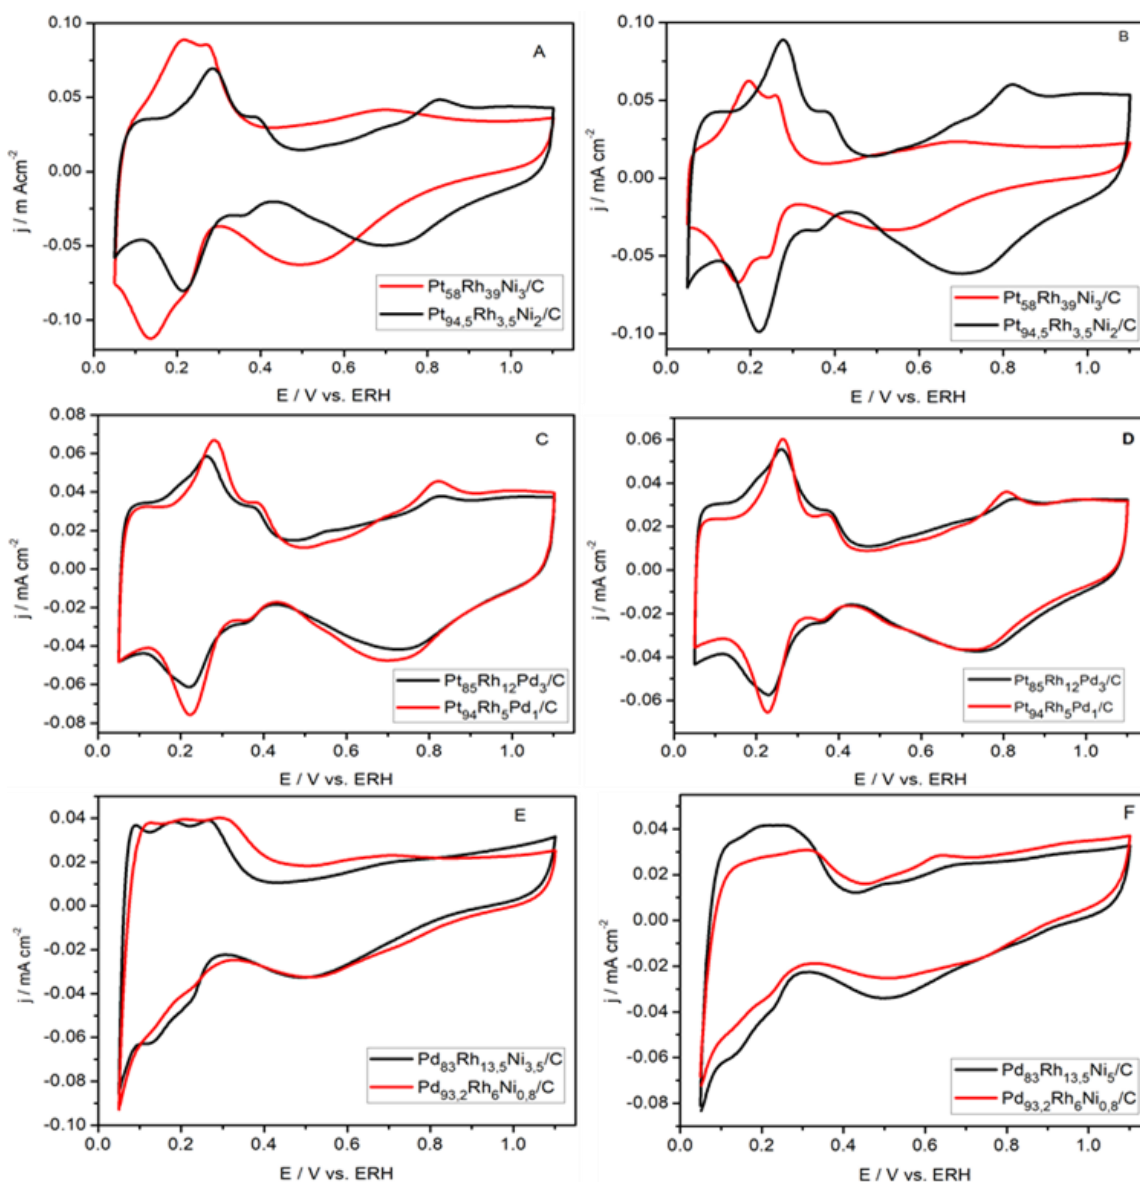 A
j / m Acm-2
0.10
0.05
0.00
-0.05
-0.10
Pt58Rh39Ni3/C
Pt94,5Rh3,5Ni2/C
0.0 0.2 0.4 0.6 0.8 1.0
E / V vs. ERH
B
j / mA cm-2
0.10
0.05
0.00
-0.05
-0.10
Pt58Rh39Ni3/C
Pt94,5Rh3,5Ni2/C
0.0 0.2 0.4 0.6 0.8 1.0
E / V vs. ERH
C
j / mA cm-2
0.08
0.06
0.04
0.02
0.00
-0.02
-0.04
-0.06
-0.08
Pt85Rh12Pd3/C
Pt94Rh5Pd1/C
0.0 0.2 0.4 0.6 0.8 1.0
E / V vs. ERH
D
j / mA cm-2
0.06
0.04
0.02
0.00
-0.02
-0.04
-0.06
Pt85Rh12Pd3/C
Pt94Rh5Pd1/C
0.0 0.2 0.4 0.6 0.8 1.0
E / V vs. ERH
E
j / mA cm-2
0.04
0.02
0.00
-0.02
-0.04
-0.06
-0.08
-0.10
Pd83Rh13,5Ni3,5/C
Pd93,2Rh6Ni0,8/C
0.0 0.2 0.4 0.6 0.8 1.0
E / V vs. ERH
F
j / mA cm-2
0.04
0.02
0.00
-0.02
-0.04
-0.06
-0.08
Pd83Rh13,5Ni5/C
Pd93,2Rh6Ni0,8/C
0.0 0.2 0.4 0.6 0.8 1.0
E / V vs. ERH